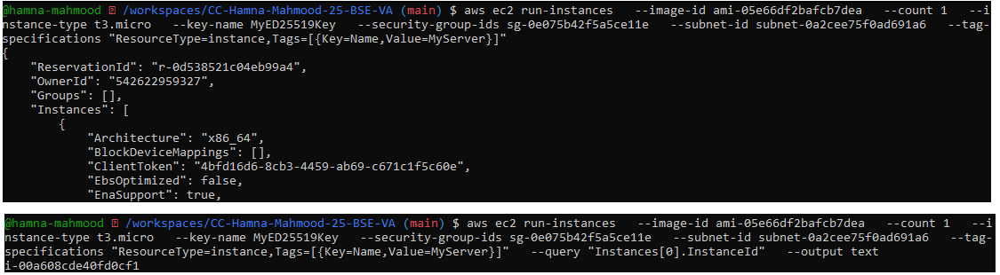 @hamna-mahmood /workspaces/CC-Hamna-Mahmood-25-BSE-VA (main) $ aws ec2 run-instances   --image-id ami-05e66df2bafcb7dea   --count 1   --i
nstance-type t3.micro   --key-name MyED25519Key   --security-group-ids sg-0e075b42f5a5ce11e   --subnet-id subnet-0a2cee75f0ad691a6   --tag-
specifications "ResourceType=instance,Tags=[{Key=Name,Value=MyServer}]"
{
    "ReservationId": "r-0d538521c04eb99a4",
    "OwnerId": "542622959327",
    "Groups": [],
    "Instances": [
        {
            "Architecture": "x86_64",
            "BlockDeviceMappings": [],
            "ClientToken": "4bfd16d6-8cb3-4459-ab69-c671c1f5c60e",
            "EbsOptimized": false,
            "EnaSupport": true,
@hamna-mahmood /workspaces/CC-Hamna-Mahmood-25-BSE-VA (main) $ aws ec2 run-instances   --image-id ami-05e66df2bafcb7dea   --count 1   --i
nstance-type t3.micro   --key-name MyED25519Key   --security-group-ids sg-0e075b42f5a5ce11e   --subnet-id subnet-0a2cee75f0ad691a6   --tag-
specifications "ResourceType=instance,Tags=[{Key=Name,Value=MyServer}]"   --query "Instances[0].InstanceId"   --output text
i-00a608cde40fd0cf1